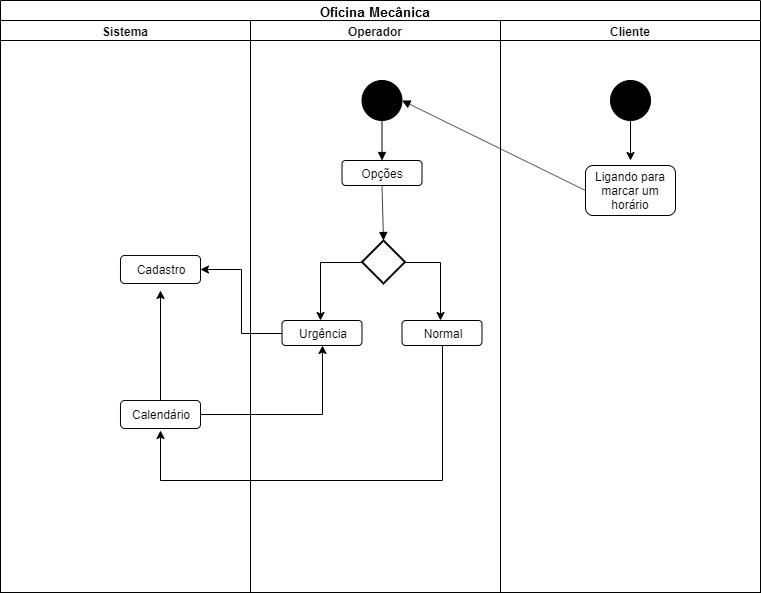 Oficina Mecânica
Sistema
Operador
Cliente
Opções
Ligando para
marcar um
horário
Cadastro
Urgência
Normal
Calendário